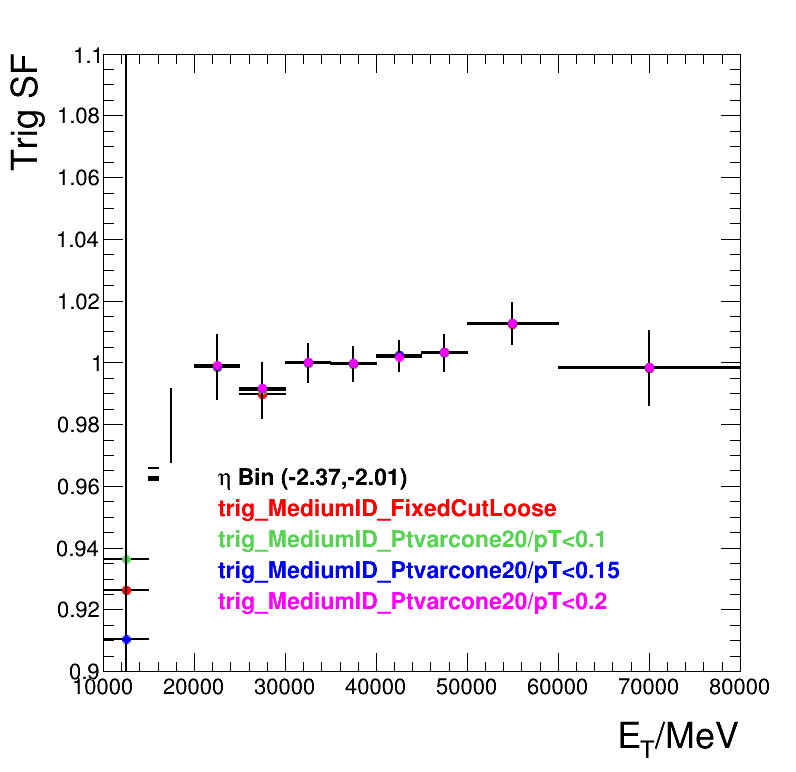 Trig SF
1.1
1.08
1.06
1.04
1.02
1
0.98
0.96
0.94
0.92
0.9
η Bin (-2.37,-2.01)
trig_MediumID_FixedCutLoose
trig_MediumID_Ptvarcone20/pT<0.1
trig_MediumID_Ptvarcone20/pT<0.15
trig_MediumID_Ptvarcone20/pT<0.2
10000 20000 30000 40000 50000 60000 70000 80000
E_T/MeV